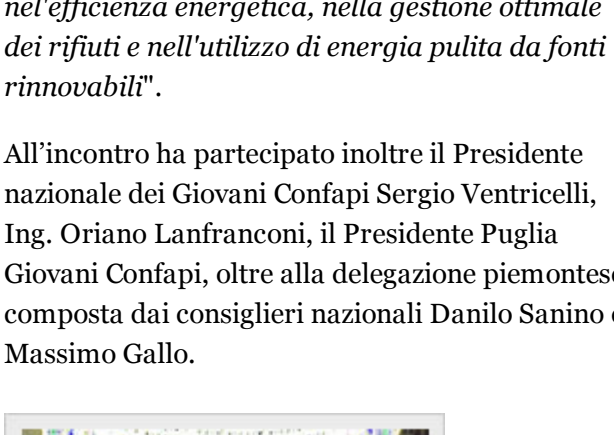 nel'efficienza energetica, nella gestione ottimale
dei rifiuti e nell'utilizzo di energia pulita da fonti
rinnovabili".
All’incontro ha partecipato inoltre il Presidente
nazionale dei Giovani Confapi Sergio Ventricelli,
Ing. Oriano Lanfranconi, il Presidente Puglia
Giovani Confapi, oltre alla delegazione piemontese
composta dai consiglieri nazionali Danilo Sanino e
Massimo Gallo.